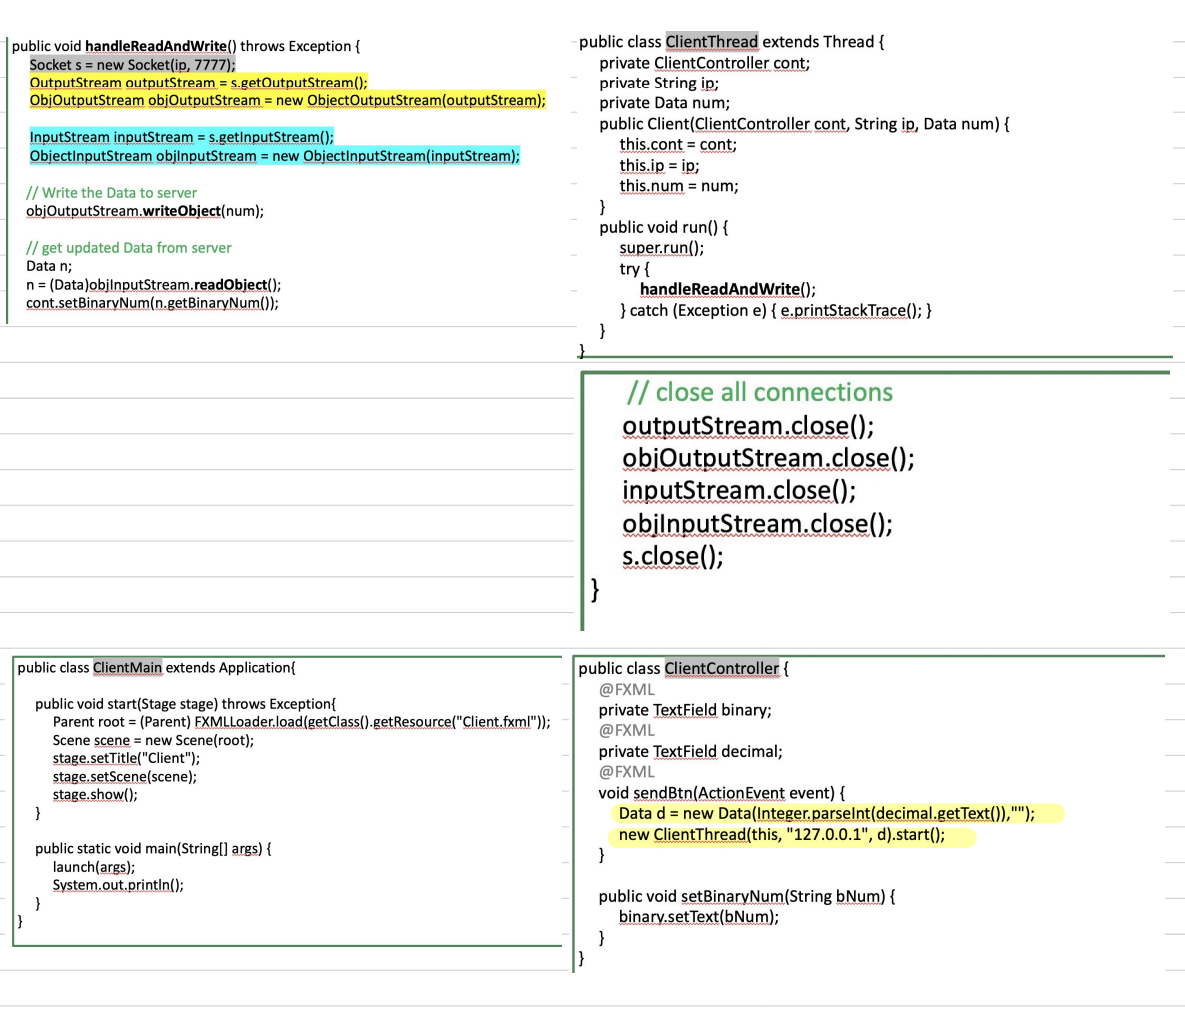 public void handleReadAndWrite() throws Exception {
Socket s = new Socket(ip, 7777);
OutputStream outputStream = s.getOutputStream();
ObjOutputStream objOutputStream = new ObjectOutputStream(outputStream);
InputStream inputStream = s.getInputStream();
ObjectInputStream objInputStream = new ObjectInputStream(inputStream);
// Write the Data to server
objOutputStream.writeObject(num);
// get updated Data from server
Data n;
n = (Data)objInputStream.readObject();
cont.setBinaryNum(n.getBinaryNum());
public class ClientThread extends Thread {
private ClientController cont;
private String ip;
private Data num;
public Client(ClientController cont, String ip, Data num) {
this.cont = cont;
this.ip = ip;
this.num = num;
}
public void run() {
super.run();
try {
handleReadAndWrite();
} catch (Exception e) { e.printStackTrace(); }
}
}
// close all connections
outputStream.close();
objOutputStream.close();
inputStream.close();
objInputStream.close();
s.close();
}
public class ClientMain extends Application{
public void start(Stage stage) throws Exception{
Parent root = (Parent) FXMLLoader.load(getClass().getResource("Client.fxml"));
Scene scene = new Scene(root);
stage.setTitle("Client");
stage.setScene(scene);
stage.show();
}
public static void main(String[] args) {
launch(args);
System.out.println();
}
}
public class ClientController {
@FXML
private TextField binary;
@FXML
private TextField decimal;
@FXML
void sendBtn(ActionEvent event) {
Data d = new Data(Integer.parseInt(decimal.getText()),"");
new ClientThread(this, "127.0.0.1", d).start();
}
public void setBinaryNum(String bNum) {
binary.setText(bNum);
}
}